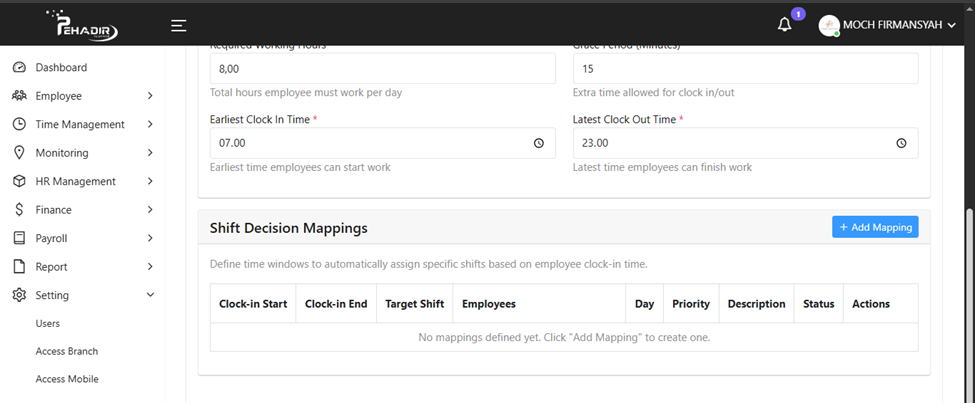 PEHADIR
1
MOCH FIRMANSYAH
Dashboard
Employee
Time Management
Monitoring
HR Management
Finance
Payroll
Report
Setting
Users
Access Branch
Access Mobile
Required Working Hours
Grace Period (Minutes)
8,00
15
Total hours employee must work per day
Extra time allowed for clock in/out
Earliest Clock In Time *
Latest Clock Out Time *
07.00
23.00
Earliest time employees can start work
Latest time employees can finish work
Shift Decision Mappings
+ Add Mapping
Define time windows to automatically assign specific shifts based on employee clock-in time.
Clock-in Start Clock-in End Target Shift Employees Day Priority Description Status Actions
No mappings defined yet. Click "Add Mapping" to create one.